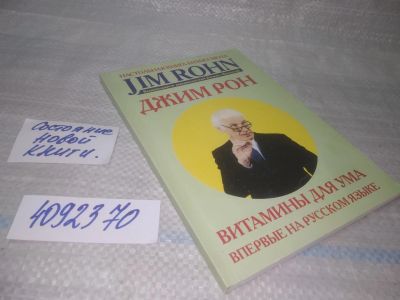 JIM ROHN
ДЖИМ РОН
ВИТАМИНЫ ДЛЯ УМА
ВПЕРВЫЕ НА РУССКОМ ЯЗЫКЕ
Состояние
новой
книги.
4092370